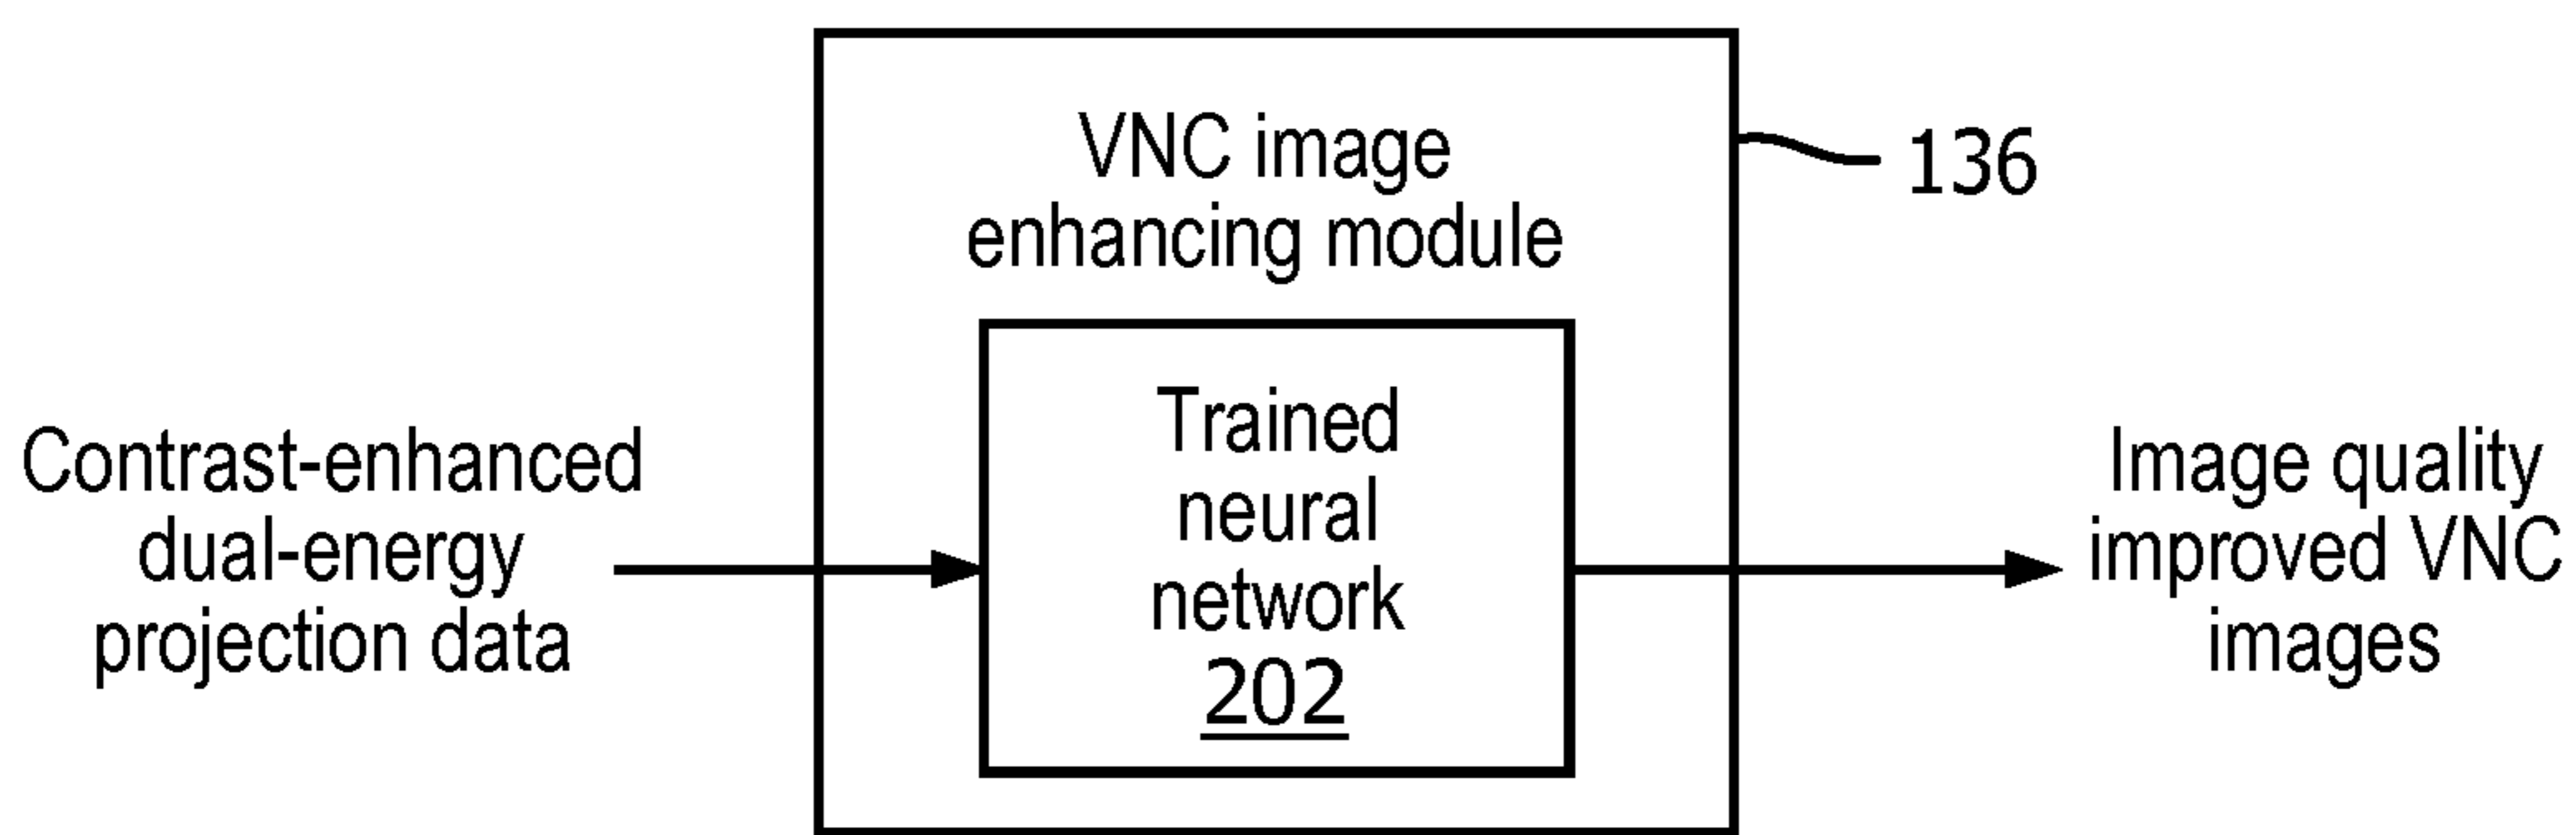 VNC image
enhancing module
136
Trained
neural
network
202
Contrast-enhanced
dual-energy
projection data
Image quality
improved VNC
images